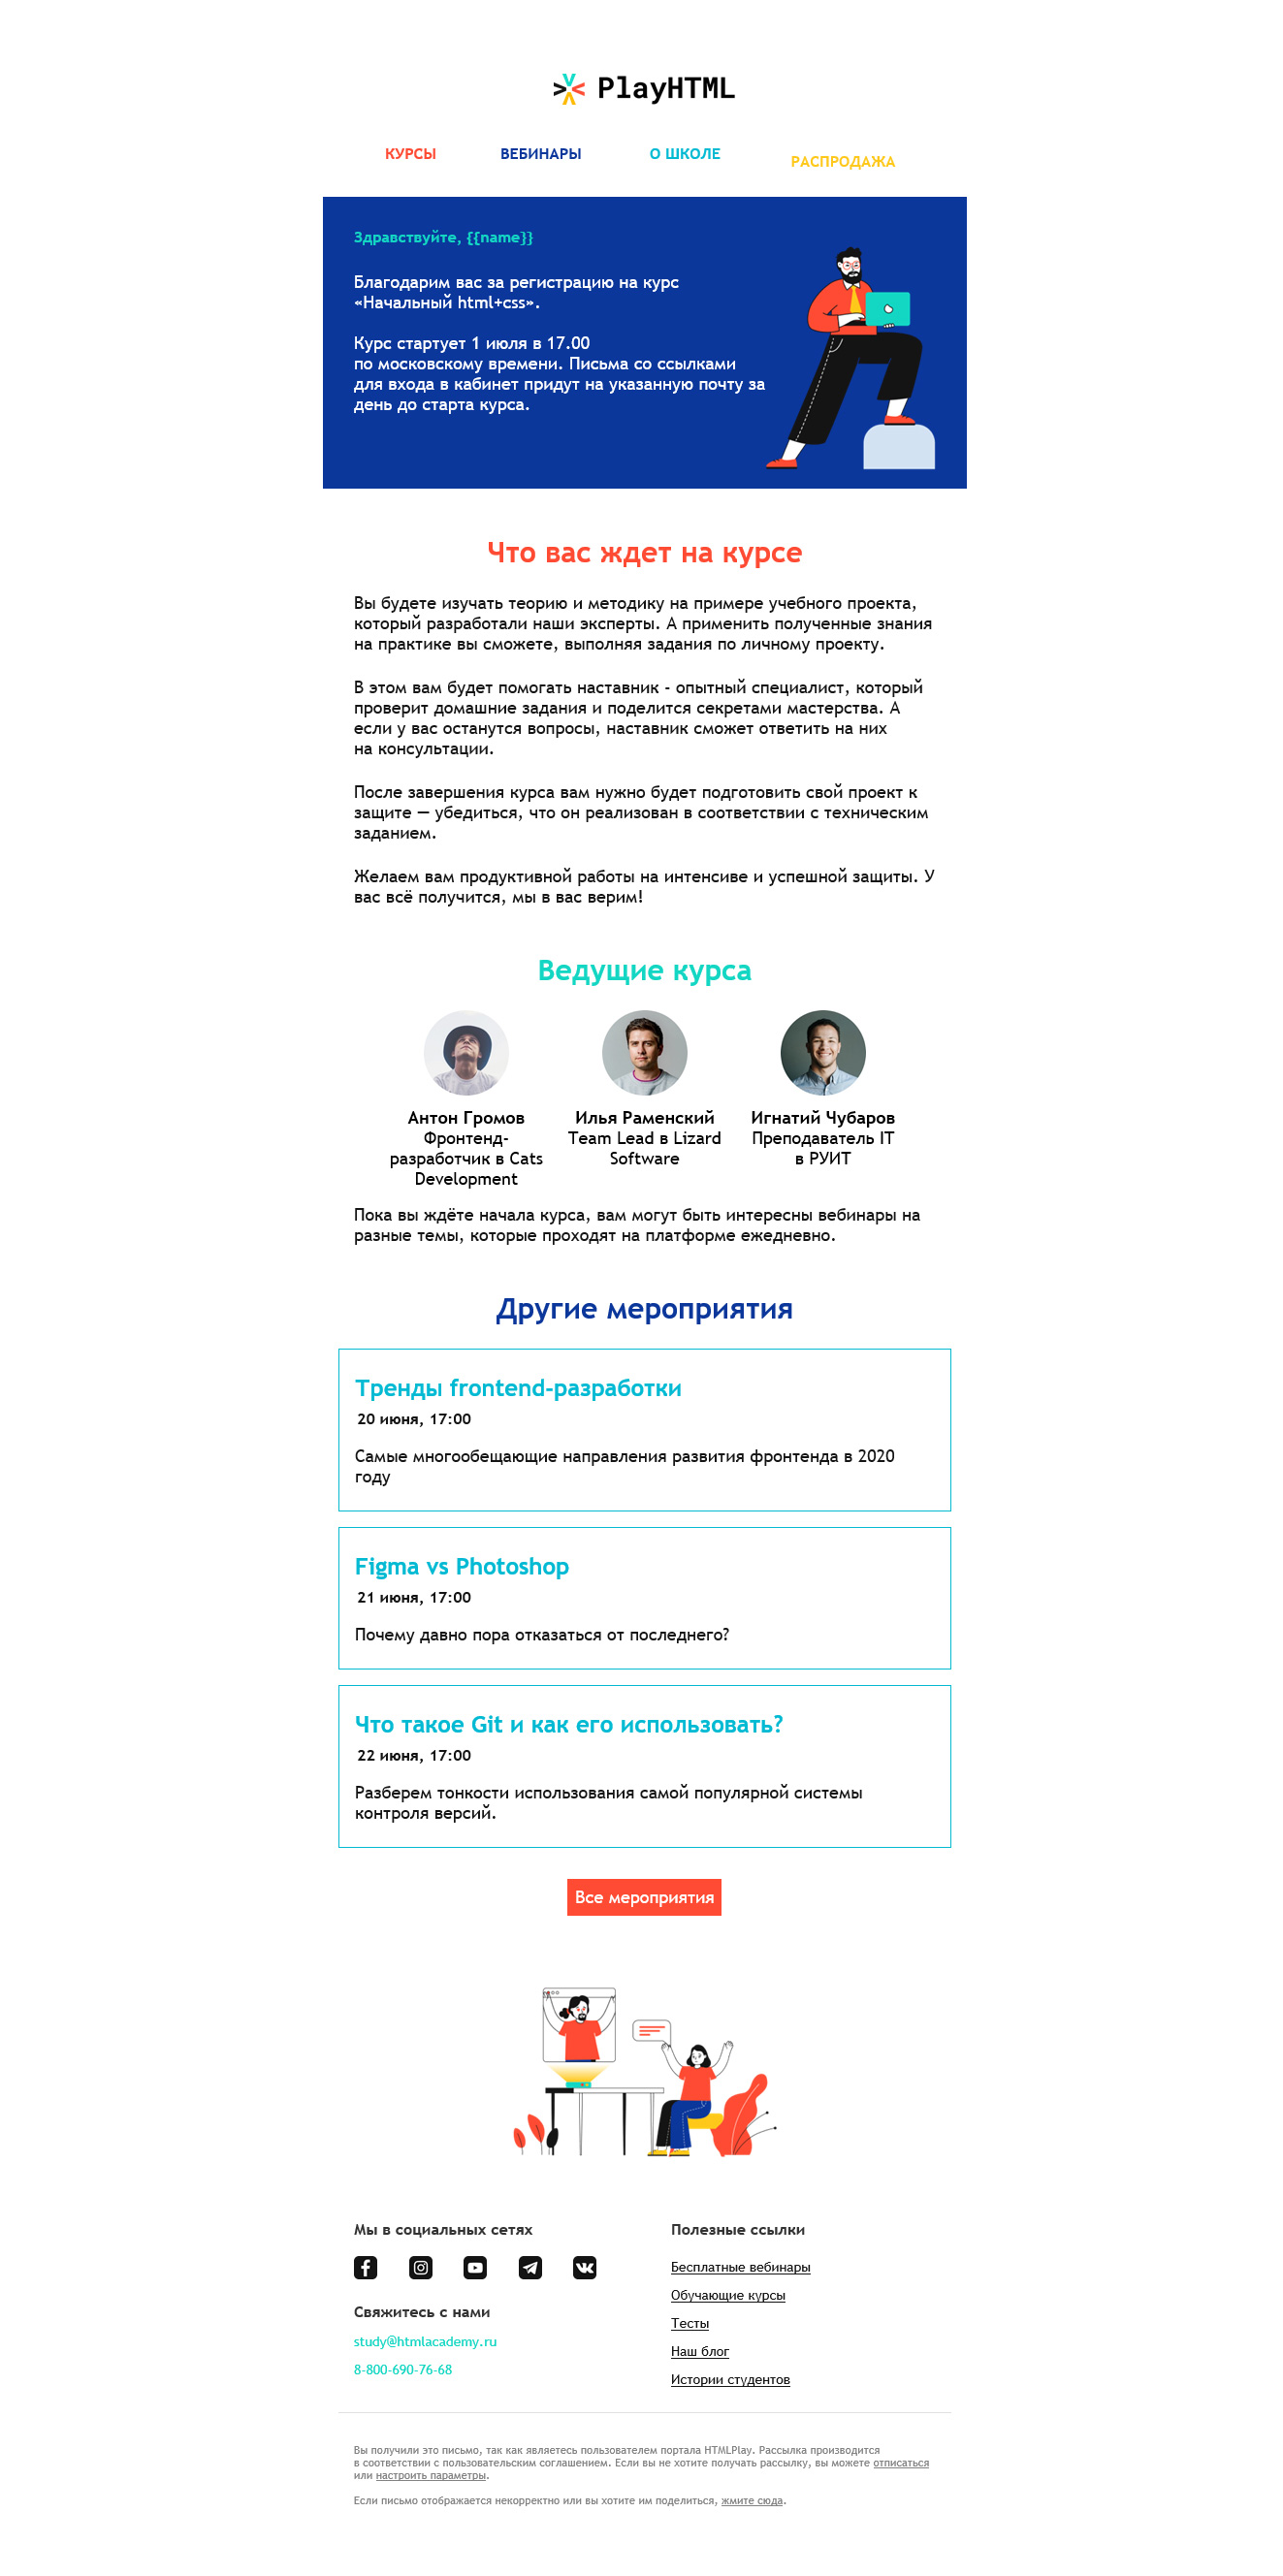 PlayHTML
КУРСЫ ВЕБИНАРЫ О ШКОЛЕ РАСПРОДАЖА
Здравствуйте, {{name}}
Благодарим вас за регистрацию на курс
«Начальный html+css».
Курс стартует 1 июля в 17.00
по московскому времени. Письма со ссылками
для входа в кабинет придут на указанную почту за
день до старта курса.
Что вас ждет на курсе
Вы будете изучать теорию и методику на примере учебного проекта,
который разработали наши эксперты. А применить полученные знания
на практике вы сможете, выполняя задания по личному проекту.
В этом вам будет помогать наставник - опытный специалист, который
проверит домашние задания и поделится секретами мастерства. А
если у вас останутся вопросы, наставник сможет ответить на них
на консультации.
После завершения курса вам нужно будет подготовить свой проект к
защите — убедиться, что он реализован в соответствии с техническим
заданием.
Желаем вам продуктивной работы на интенсиве и успешной защиты. У
вас всё получится, мы в вас верим!
Ведущие курса
Антон Громов
Фронтенд-
разработчик в Cats
Development
Илья Раменский
Team Lead в Lizard
Software
Игнатий Чубаров
Преподаватель IT
в РУИТ
Пока вы ждёте начала курса, вам могут быть интересны вебинары на
разные темы, которые проходят на платформе ежедневно.
Другие мероприятия
Тренды frontend-разработки
20 июня, 17:00
Самые многообещающие направления развития фронтенда в 2020
году
Figma vs Photoshop
21 июня, 17:00
Почему давно пора отказаться от последнего?
Что такое Git и как его использовать?
22 июня, 17:00
Разберем тонкости использования самой популярной системы
контроля версий.
Все мероприятия
Мы в социальных сетях
Свяжитесь с нами
study@htmlacademy.ru
8-800-690-76-68
Полезные ссылки
Бесплатные вебинары
Обучающие курсы
Тесты
Наш блог
Истории студентов
Вы получили это письмо, так как являетесь пользователем портала HTMLPlay. Рассылка производится
в соответствии с пользовательским соглашением. Если вы не хотите получать рассылку, вы можете отписаться
или настроить параметры.
Если письмо отображается некорректно или вы хотите им поделиться, жмите сюда.